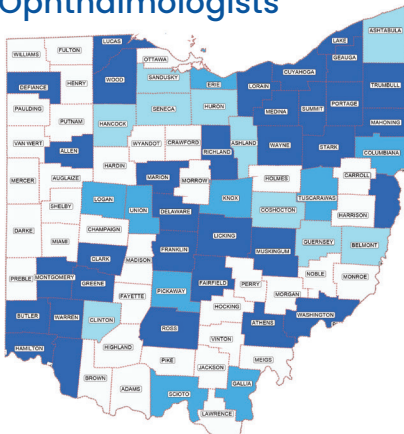 Ophthalmologists
ASHTABULA
LAKE
LUCAS
FULTON
WILLIAMS
OTTAWA
GEAUGA
CUYAHOGA
WOOD
SANDUSKY
ERIE
LORAIN
TRUMBULL
DEFIANCE
HENRY
HURON
PORTAGE
SUMMIT
MEDINA
SENECA
PAULDING
MAHONING
PUTNAM
HANCOCK
VAN WERT
WYANDOT
CRAWFORD
ASHLAND
WAYNE
STARK
ALLEN
RICHLAND
COLUMBIANA
HARDIN
CARROLL
MARION
MORROW
HOLMES
MERCER
AUGLAIZE
LOGAN
KNOX
TUSCARAWAS
SHELBY
UNION
DELAWARE
COSHOCTON
HARRISON
DARKE
CHAMPAIGN
LICKING
MIAMI
GUERNSEY
BELMONT
FRANKLIN
MUSKINGUM
CLARK
MADISON
NOBLE
MONROE
PREBLE
MONTGOMERY
FAIRFIELD
PERRY
GREENE
PICKAWAY
FAYETTE
MORGAN
HOCKING
WASHINGTON
BUTLER
WARREN
CLINTON
ROSS
ATHENS
VINTON
HAMILTON
HIGHLAND
PIKE
MEIGS
JACKSON
BROWN
ADAMS
SCIOTO
GALLIA
LAWRENCE